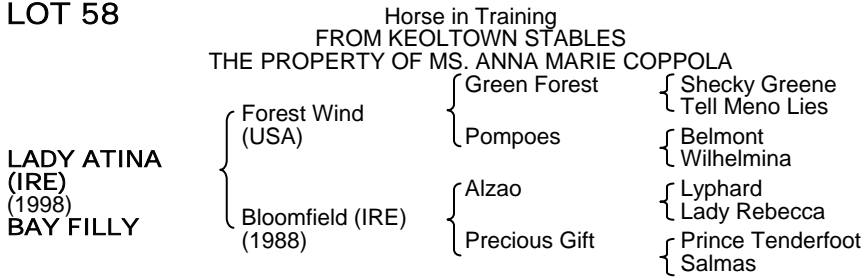 LOT 58
Horse in Training
FROM KEOLTOWN STABLES
THE PROPERTY OF MS. ANNA MARIE COPPOLA
LADY ATINA
(IRE)
(1998)
BAY FILLY
Forest Wind
(USA)
Bloomfield (IRE)
(1988)
Green Forest
Pompoes
Alzao
Precious Gift
Shecky Greene
Tell Meno Lies
Belmont
Wilhelmina
Lyphard
Lady Rebecca
Prince Tenderfoot
Salmas